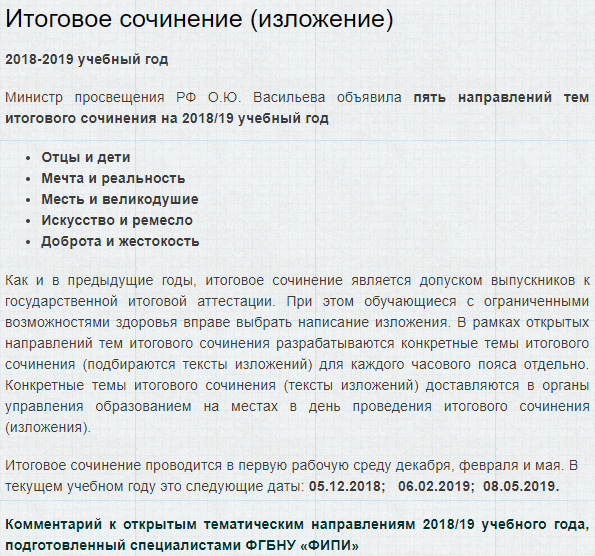 Итоговое сочинение (изложение)
2018-2019 учебный год
Министр просвещения РФ О.Ю. Васильева объявила пять направлений тем
итогового сочинения на 2018/19 учебный год
• Отцы и дети
• Мечта и реальность
• Месть и великодушие
• Искусство и ремесло
• Доброта и жестокость
Как и в предыдущие годы, итоговое сочинение является допуском выпускников к
государственной итоговой аттестации. При этом обучающиеся с ограниченными
возможностями здоровья вправе выбрать написание изложения. В рамках открытых
направлений тем итогового сочинения разрабатываются конкретные темы итогового
сочинения (подбираются тексты изложений) для каждого часового пояса отдельно.
Конкретные темы итогового сочинения (тексты изложений) доставляются в органы
управления образованием на местах в день проведения итогового сочинения
(изложения).
Итоговое сочинение проводится в первую рабочую среду декабря, февраля и мая. В
текущем учебном году это следующие даты: 05.12.2018; 06.02.2019; 08.05.2019.
Комментарий к открытым тематическим направлениям 2018/19 учебного года,
подготовленный специалистами ФГБНУ «ФИПИ»